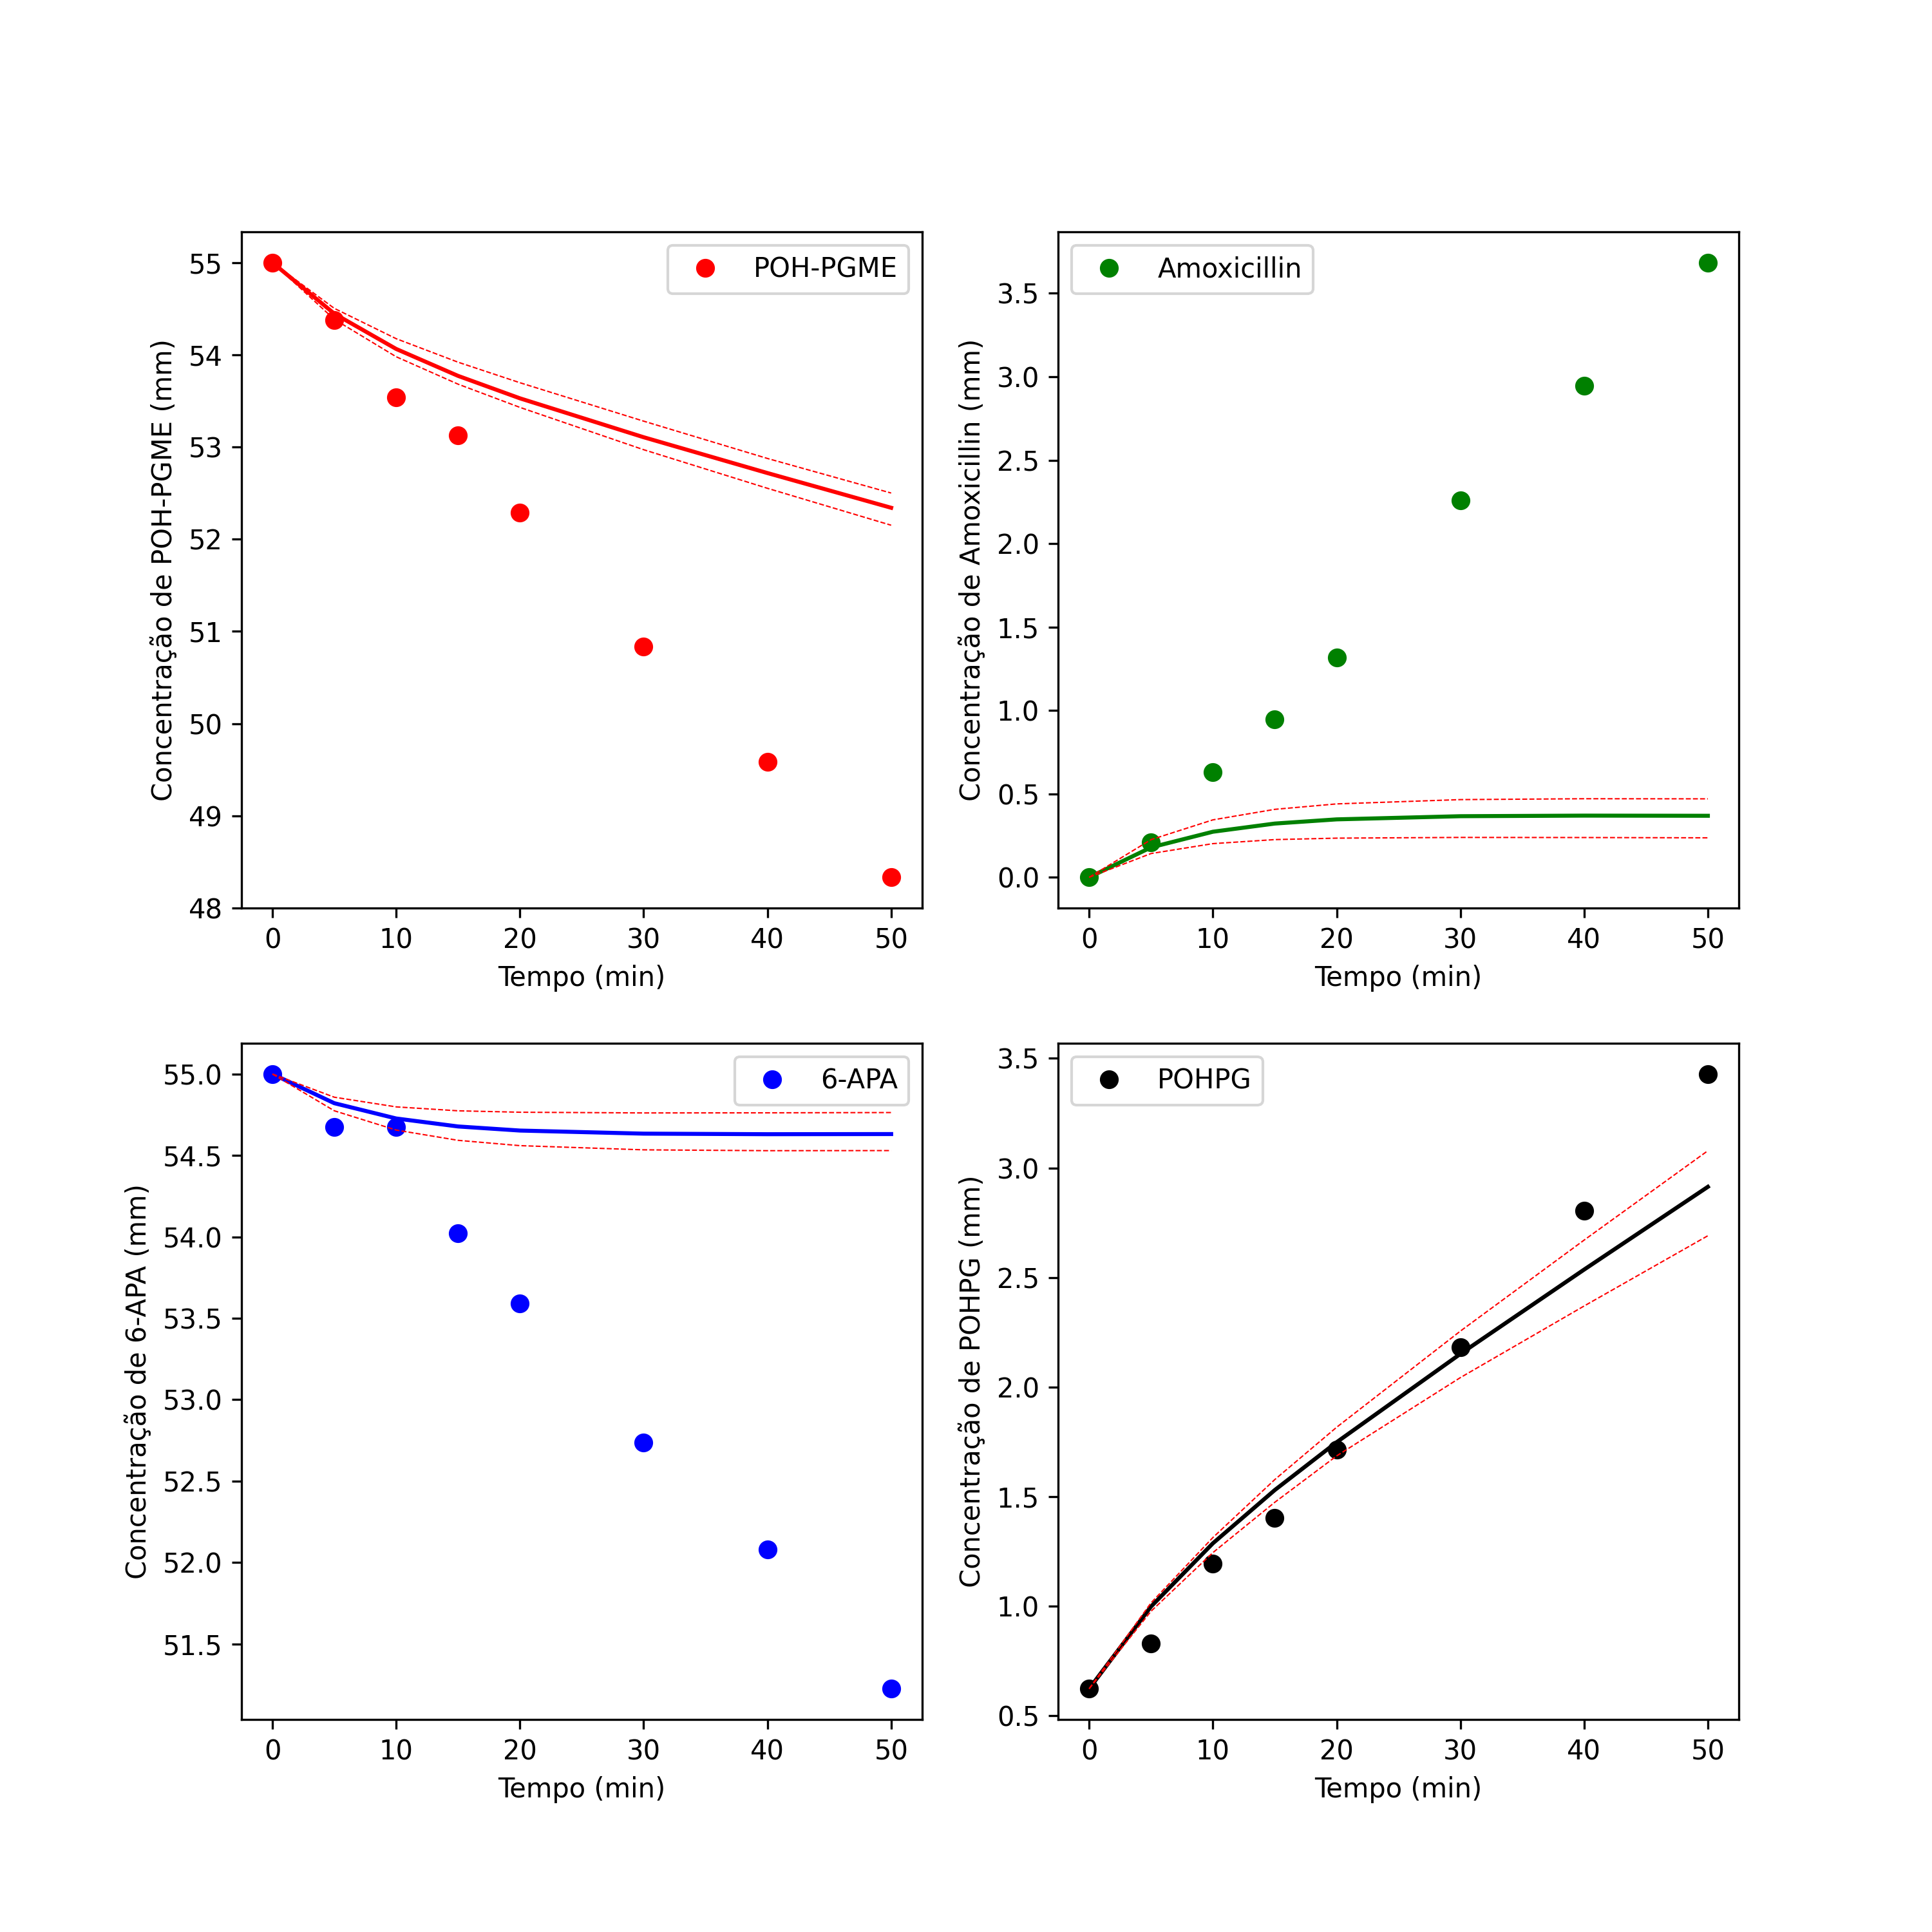 POH-PGME
Concentração de POH-PGME (mm)
55
54
53
52
51
50
49
48
0 10 20 30 40 50
Tempo (min)
Amoxicillin
Concentração de Amoxicillin (mm)
3.5
3.0
2.5
2.0
1.5
1.0
0.5
0.0
0 10 20 30 40 50
Tempo (min)
6-APA
Concentração de 6-APA (mm)
55.0
54.5
54.0
53.5
53.0
52.5
52.0
51.5
0 10 20 30 40 50
Tempo (min)
POHPG
Concentração de POHPG (mm)
3.5
3.0
2.5
2.0
1.5
1.0
0.5
0 10 20 30 40 50
Tempo (min)